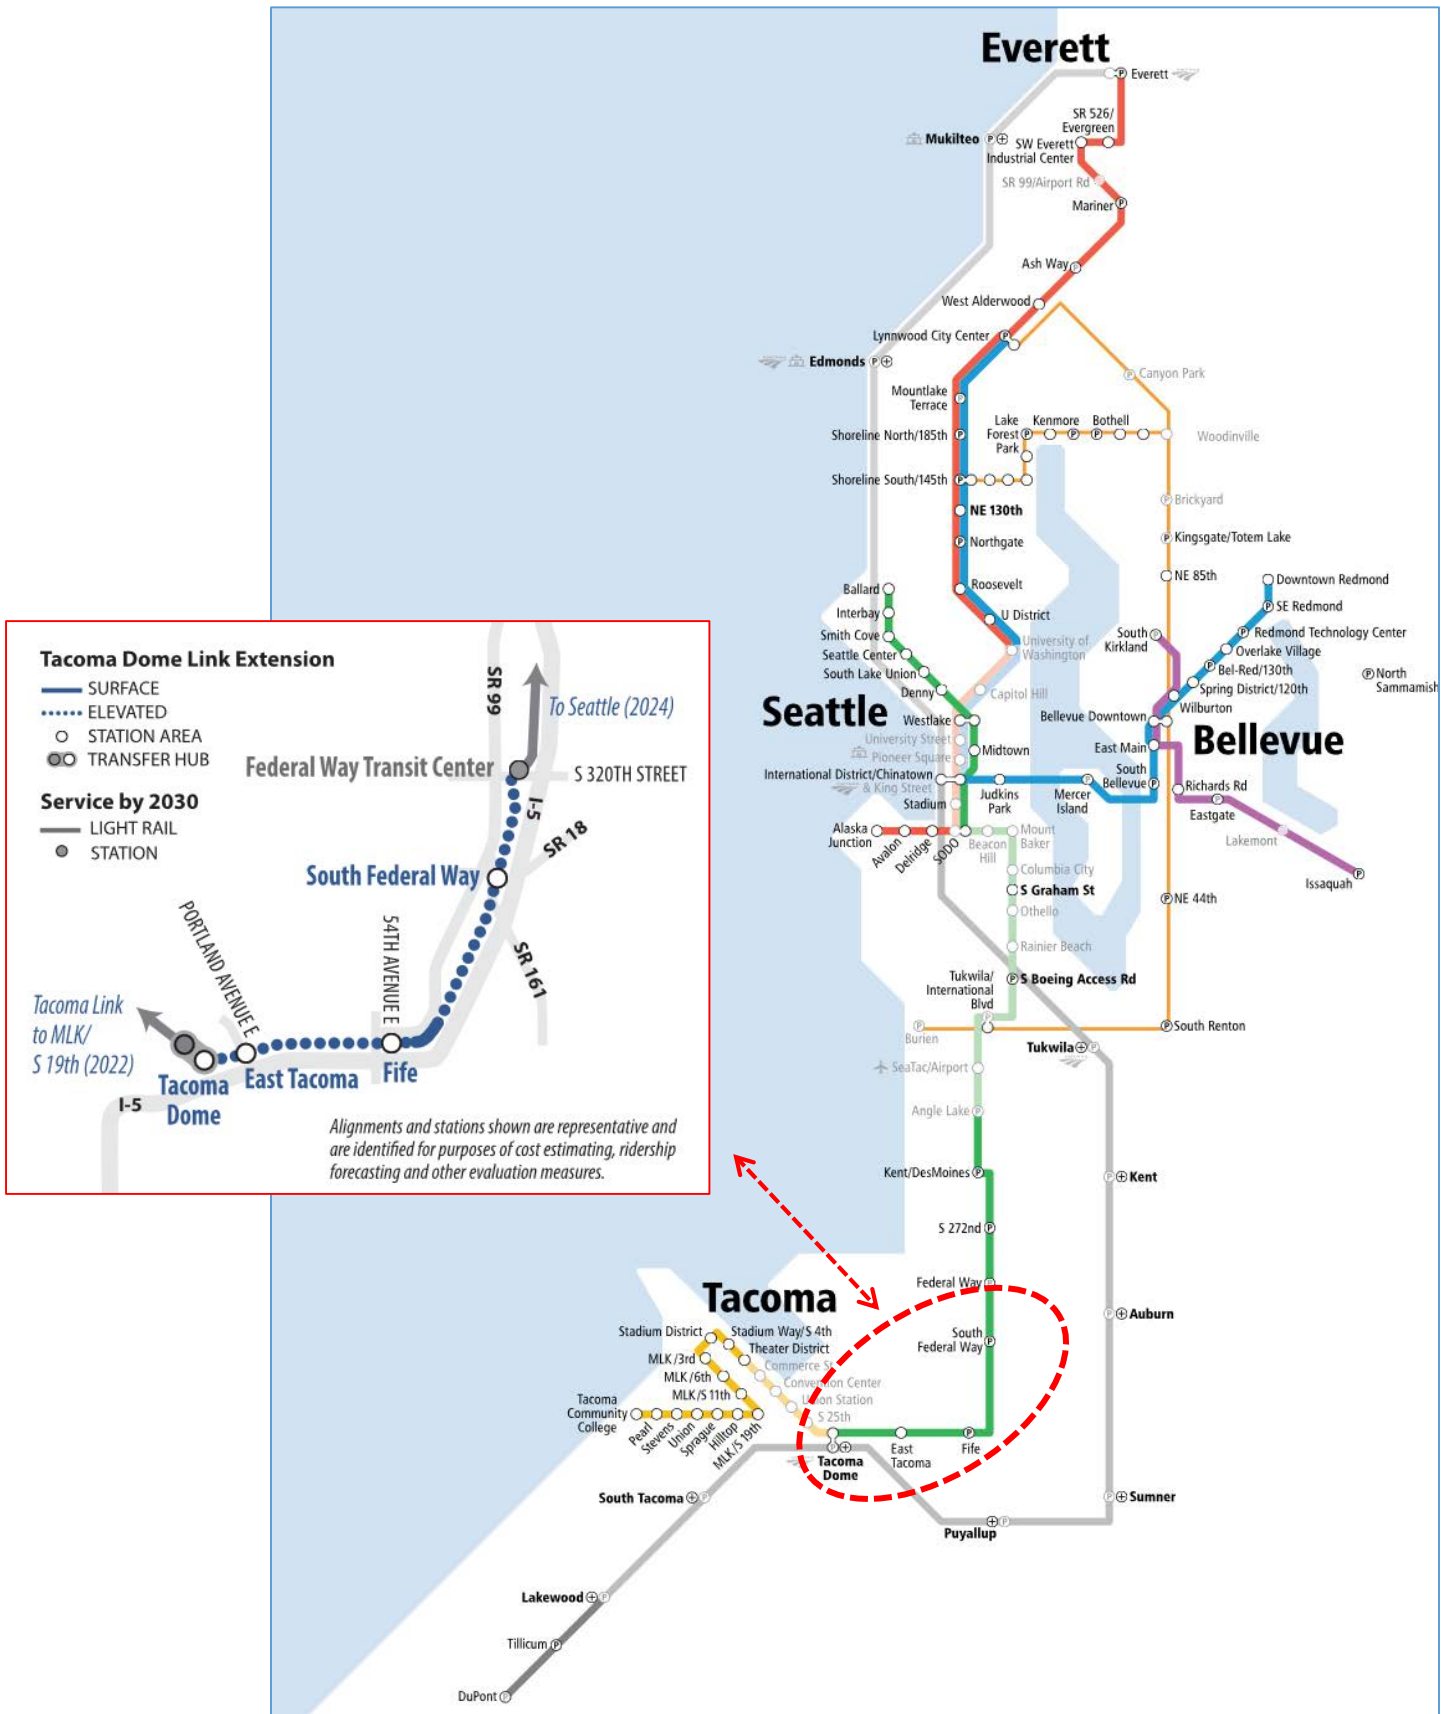 Everett
Everett
SR 526/
Evergreen
Mukilteo
SW Everett
Industrial Center
SR 99/Airport Rd
Mariner
Ash Way
West Alderwood
Lynnwood City Center
Edmonds
Canyon Park
Mountlake
Terrace
Lake
Forest
Park
Kenmore
Bothell
Shoreline North/185th
Woodinville
Shoreline South/145th
Brickyard
NE 130th
Northgate
Kingsgate/Totem Lake
Roosevelt
NE 85th
Downtown Redmond
Ballard
SE Redmond
Interbay
U District
Smith Cove
South
Kirkland
Redmond Technology Center
University of
Washington
Seattle Center
Overlake Village
South Lake Union
Bel-Red/130th
North
Sammamish
Denny
Capitol Hill
Spring District/120th
Wilburton
Seattle
Westlake
Bellevue Downtown
Bellevue
University Street
Midtown
East Main
Pioneer Square
International District/Chinatown
& King Street
Judkins
Park
Mercer
Island
South
Bellevue
Richards Rd
Stadium
Eastgate
Alaska
Junction
Avalon
Delridge
SODO
Beacon
Hill
Mount
Baker
Lakemont
Columbia City
Issaquah
S Graham St
NE 44th
Othello
Rainier Beach
Tukwila/
International
Blvd
S Boeing Access Rd
Burien
South Renton
Tukwila
SeaTac/Airport
Angle Lake
Kent/DesMoines
Kent
S 272nd
Federal Way
Auburn
South
Federal Way
Tacoma
Stadium District
Stadium Way/S 4th
Theater District
MLK/3rd
Commerce St
MLK/6th
Convention Center
MLK/S 11th
Union Station
Tacoma
Community
College
S 25th
Pearl
Stevens
Union
Sprague
Hilltop
MLK/S 19th
Tacoma
Dome
East
Tacoma
Fife
South Tacoma
Sumner
Puyallup
Lakewood
Tillicum
DuPont
Tacoma Dome Link Extension
SURFACE
ELEVATED
STATION AREA
TRANSFER HUB
Service by 2030
LIGHT RAIL
STATION
SR 99
To Seattle (2024)
Federal Way Transit Center
S 320TH STREET
I-5
SR 18
South Federal Way
PORTLAND AVENUE E
54TH AVENUE E
SR 161
Tacoma Link
to MLK/
S 19th (2022)
Tacoma
Dome
East Tacoma
Fife
I-5
Alignments and stations shown are representative and
are identified for purposes of cost estimating, ridership
forecasting and other evaluation measures.